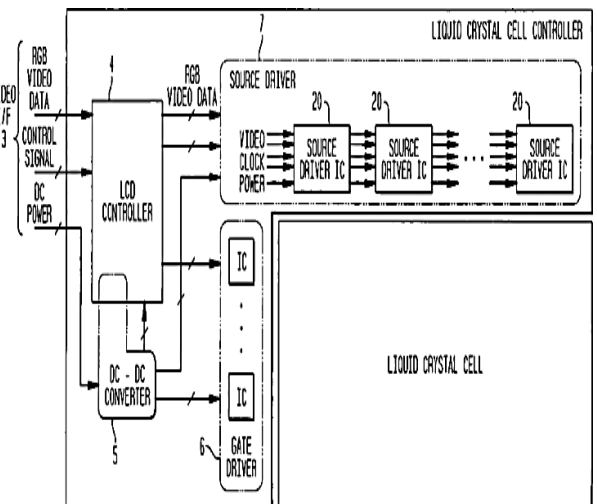 LIQUID CRYSTAL CELL CONTROLLER
7
4
RGB
VIDEO
DATA
DEO
/F
3
CONTROL
SIGNAL
DC
POWER
LCD
CONTROLLER
RGB
VIDEO DATA
SOURCE DRIVER
20
20
20
VIDEO
CLOCK
POWER
SOURCE
DRIVER IC
SOURCE
DRIVER IC
SOURCE
DRIVER IC
IC
IC
DC - DC
CONVERTER
5
6
GATE
DRIVER
LIQUID CRYSTAL CELL